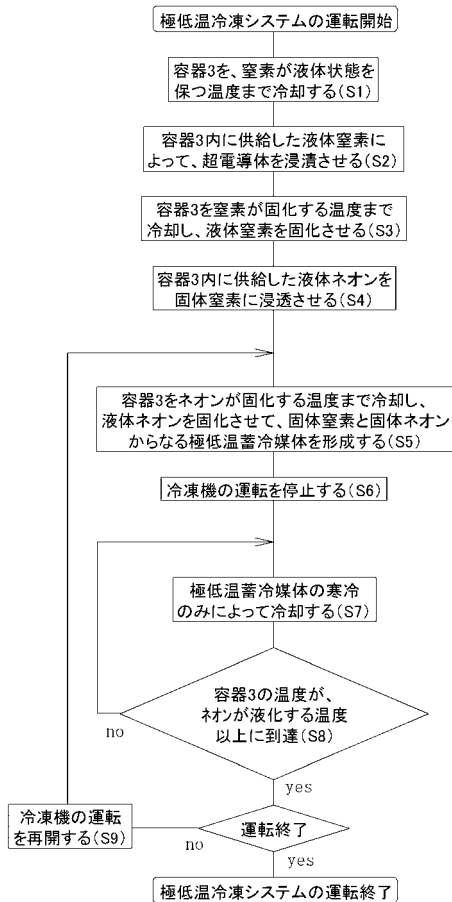 極低温冷凍システムの運転開始
容器3を、窒素が液体状態を
保つ温度まで冷却する(S1)
容器3内に供給した液体窒素に
よって、超電導体を浸漬させる(S2)
容器3を窒素が固化する温度まで
冷却し、液体窒素を固化させる(S3)
容器3内に供給した液体ネオンを
固体窒素に浸透させる(S4)
容器3をネオンが固化する温度まで冷却し、
液体ネオンを固化させて、固体窒素と固体ネオン
からなる極低温蓄冷媒体を形成する(S5)
冷凍機の運転を停止する(S6)
極低温蓄冷媒体の寒冷
のみによって冷却する(S7)
容器3の温度が、
ネオンが液化する温度
以上に到達(S8)
no
yes
冷凍機の運転
を再開する(S9)
運転終了
no
yes
極低温冷凍システムの運転終了